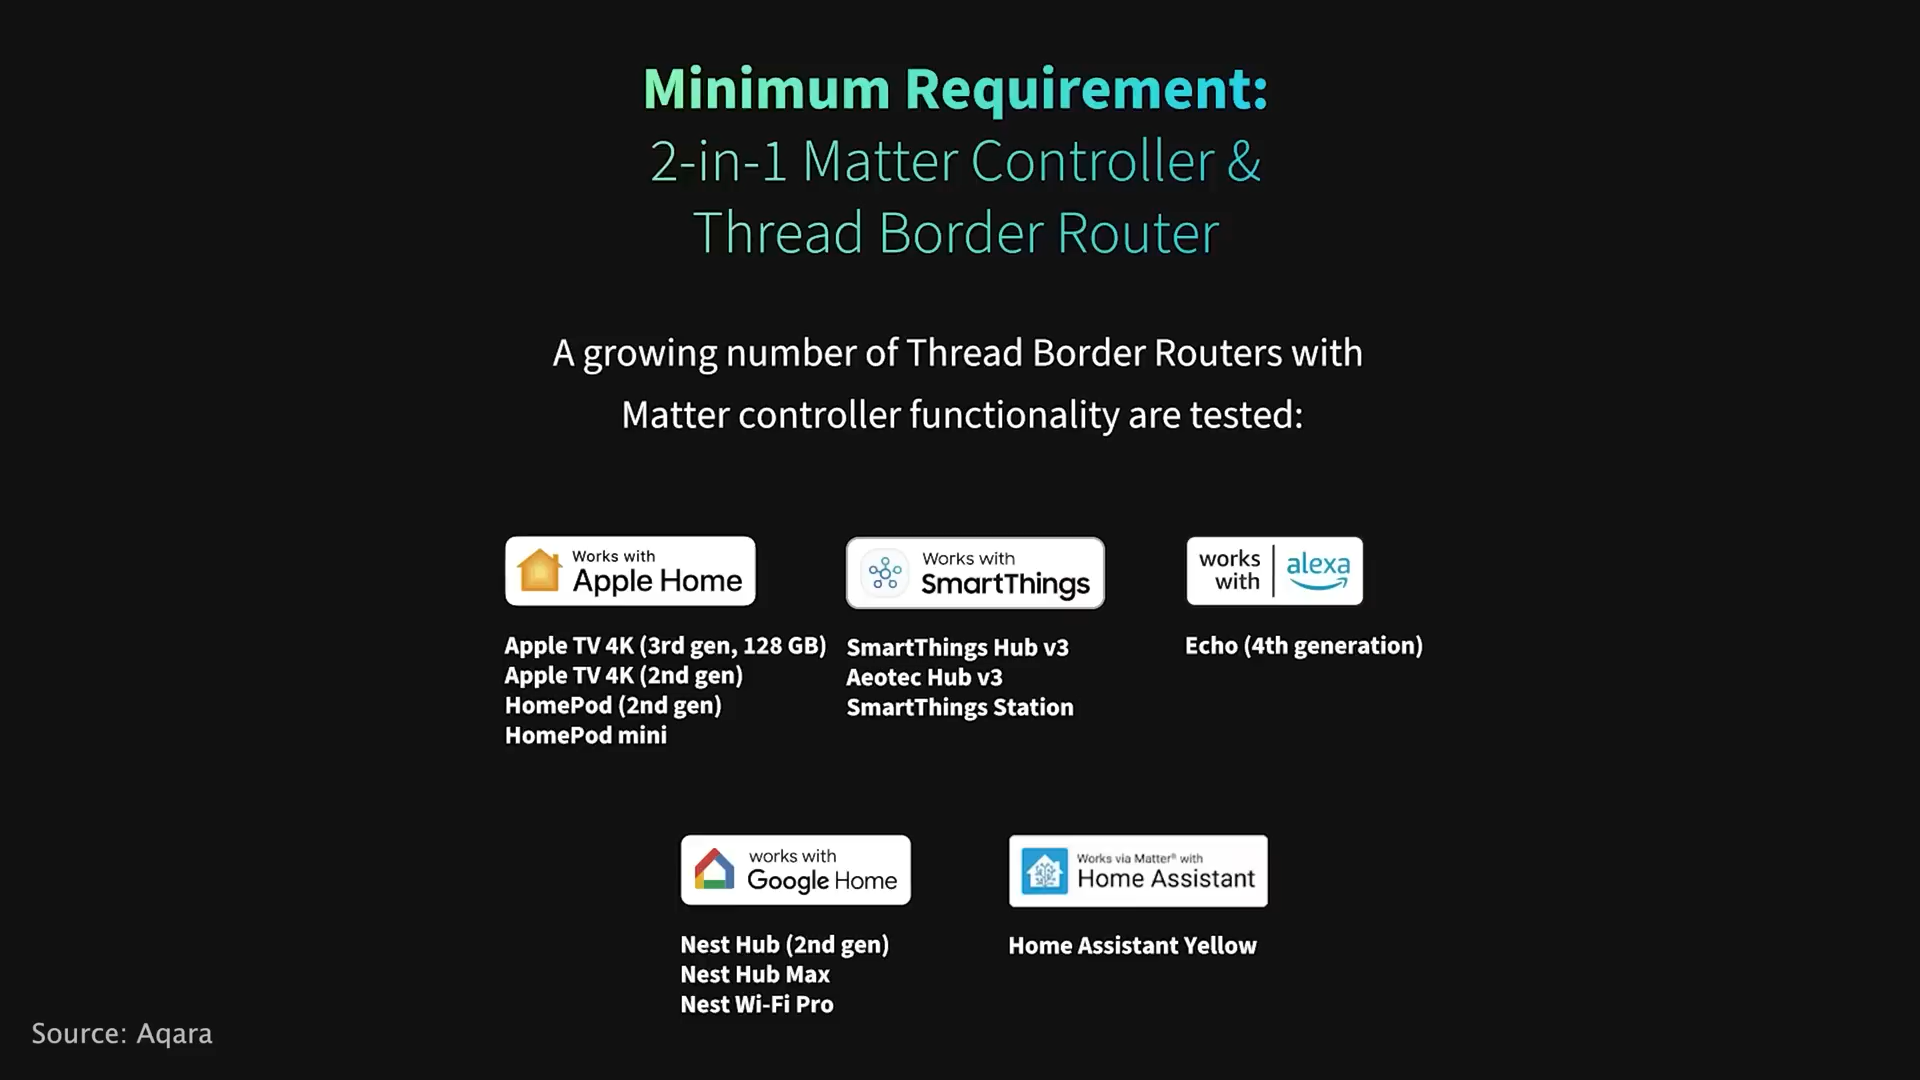 Minimum Requirement:
2-in-1 Matter Controller &
Thread Border Router
A growing number of Thread Border Routers with
Matter controller functionality are tested:
Works with
Apple Home
Apple TV 4K (3rd gen, 128 GB)
Apple TV 4K (2nd gen)
HomePod (2nd gen)
HomePod mini
Works with
SmartThings
SmartThings Hub v3
Aeotec Hub v3
SmartThings Station
works
with
alexa
Echo (4th generation)
works with
Google Home
Nest Hub (2nd gen)
Nest Hub Max
Nest Wi-Fi Pro
Works via Matter® with
Home Assistant
Home Assistant Yellow
Source: Aqara